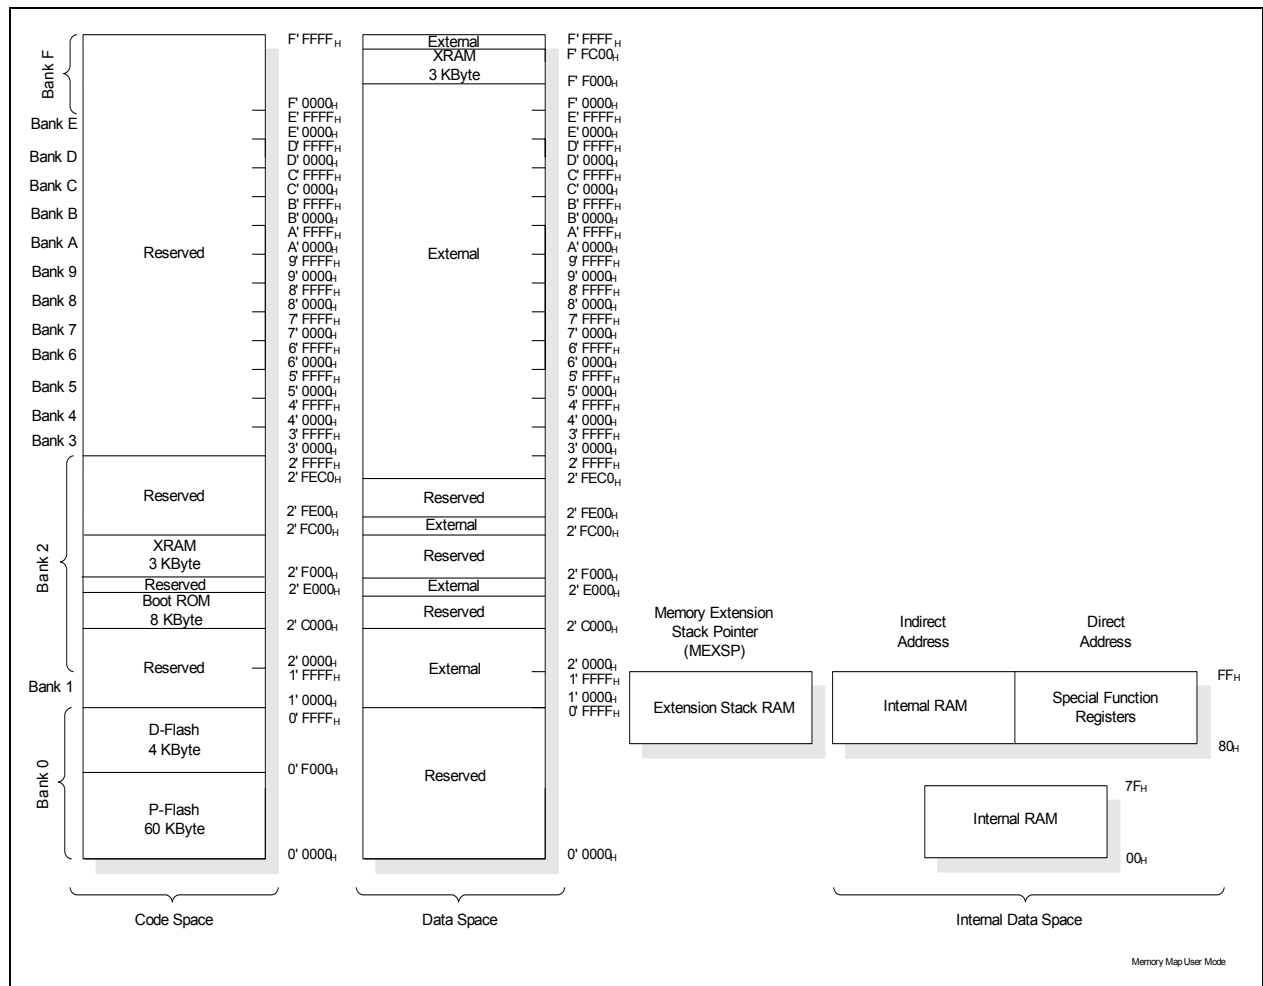 Bank F
Bank E
Bank D
Bank C
Bank B
Bank A
Bank 9
Bank 8
Bank 7
Bank 6
Bank 5
Bank 4
Bank 3
Bank 2
Bank 1
Bank 0
Reserved
Reserved
XRAM
3 KByte
Reserved
Boot ROM
8 KByte
Reserved
D-Flash
4 KByte
P-Flash
60 KByte
Code Space
F' FFFFH
F' 0000H
E' FFFFH
E' 0000H
D' FFFFH
D' 0000H
C' FFFFH
C' 0000H
B' FFFFH
B' 0000H
A' FFFFH
A' 0000H
9' FFFFH
9' 0000H
8' FFFFH
8' 0000H
7' FFFFH
7' 0000H
6' FFFFH
6' 0000H
5' FFFFH
5' 0000H
4' FFFFH
4' 0000H
3' FFFFH
3' 0000H
2' FFFFH
2' FEC0H
2' FE00H
2' FC00H
2' F000H
2' E000H
2' C000H
2' 0000H
1' FFFFH
1' 0000H
0' FFFFH
0' F000H
0' 0000H
External
XRAM
3 KByte
External
Reserved
External
Reserved
External
Reserved
External
Reserved
Data Space
F' FFFFH
F' FC00H
F' F000H
F' 0000H
E' FFFFH
E' 0000H
D' FFFFH
D' 0000H
C' FFFFH
C' 0000H
B' FFFFH
B' 0000H
A' FFFFH
A' 0000H
9' FFFFH
9' 0000H
8' FFFFH
8' 0000H
7' FFFFH
7' 0000H
6' FFFFH
6' 0000H
5' FFFFH
5' 0000H
4' FFFFH
4' 0000H
3' FFFFH
3' 0000H
2' FFFFH
2' FEC0H
2' FE00H
2' FC00H
2' F000H
2' E000H
2' C000H
2' 0000H
1' FFFFH
1' 0000H
0' FFFFH
0' 0000H
Memory Extension
Stack Pointer
(MEXSP)
Extension Stack RAM
Indirect
Address
Direct
Address
Internal RAM
Special Function
Registers
FFH
80H
7FH
Internal RAM
00H
Internal Data Space
Memory Map User Mode